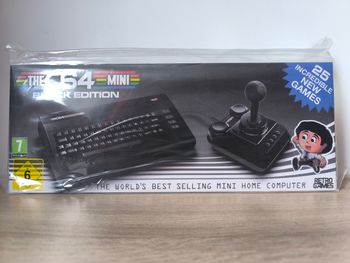 THE C64 MINI
BLACK EDITION
25
INCREDIBLE
NEW
GAMES
7
6
THE WORLD'S BEST SELLING MINI HOME COMPUTER
RETRO
GAMES